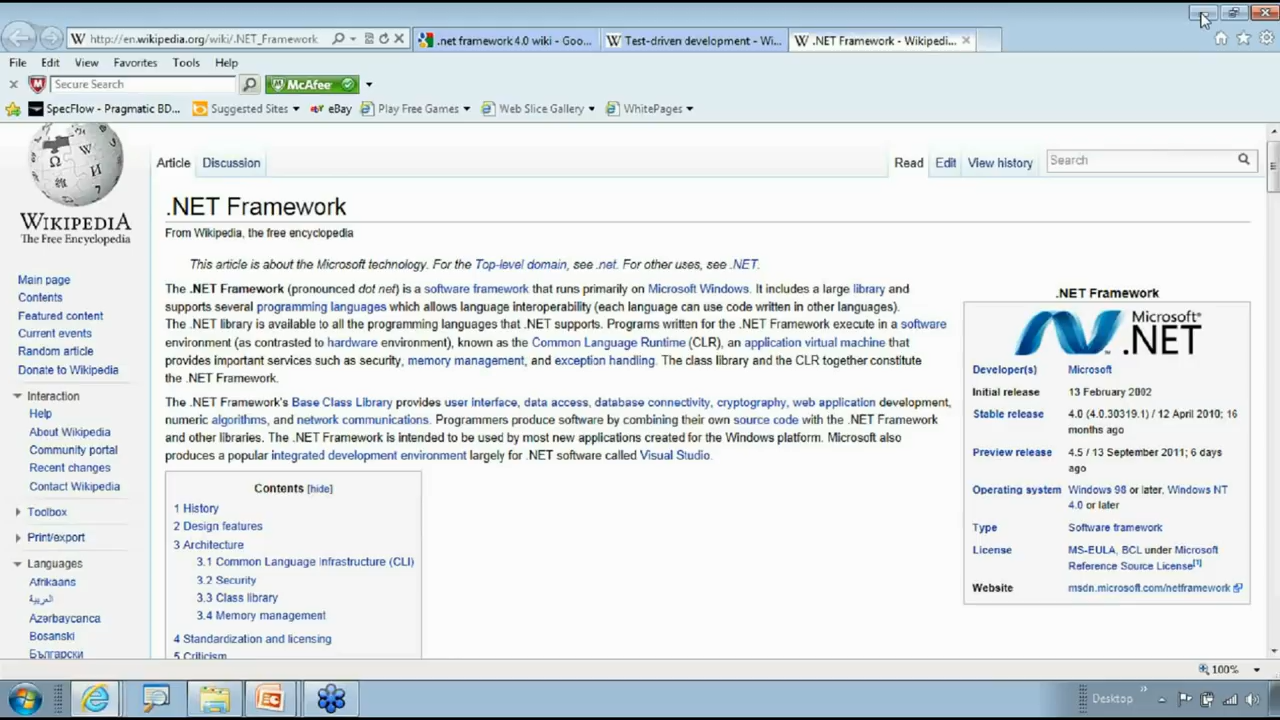 http://en.wikipedia.org/wiki/.NET_Framework
.net framework 4.0 wiki - Goo...
Test-driven development - Wi...
.NET Framework - Wikipedi...
File Edit View Favorites Tools Help
Secure Search
McAfee
SpecFlow - Pragmatic BD...
Suggested Sites
eBay
Play Free Games
Web Slice Gallery
WhitePages
Article Discussion
Read Edit View history
Search
WIKIPEDIA
The Free Encyclopedia
Main page
Contents
Featured content
Current events
Random article
Donate to Wikipedia
Interaction
Help
About Wikipedia
Community portal
Recent changes
Contact Wikipedia
Toolbox
Print/export
Languages
Afrikaans
العربية
Azərbaycanca
Bosanski
Български
.NET Framework
From Wikipedia, the free encyclopedia
This article is about the Microsoft technology. For the Top-level domain, see .net. For other uses, see .NET.
The .NET Framework (pronounced dot net) is a software framework that runs primarily on Microsoft Windows. It includes a large library and
supports several programming languages which allows language interoperability (each language can use code written in other languages).
The .NET library is available to all the programming languages that .NET supports. Programs written for the .NET Framework execute in a software
environment (as contrasted to hardware environment), known as the Common Language Runtime (CLR), an application virtual machine that
provides important services such as security, memory management, and exception handling. The class library and the CLR together constitute
the .NET Framework.
The .NET Framework's Base Class Library provides user interface, data access, database connectivity, cryptography, web application development,
numeric algorithms, and network communications. Programmers produce software by combining their own source code with the .NET Framework
and other libraries. The .NET Framework is intended to be used by most new applications created for the Windows platform. Microsoft also
produces a popular integrated development environment largely for .NET software called Visual Studio.
Contents [hide]
1 History
2 Design features
3 Architecture
3.1 Common Language Infrastructure (CLI)
3.2 Security
3.3 Class library
3.4 Memory management
4 Standardization and licensing
5 Criticism
.NET Framework
Microsoft®
.NET
Developer(s) Microsoft
Initial release 13 February 2002
Stable release 4.0 (4.0.30319.1) / 12 April 2010; 16
months ago
Preview release 4.5 / 13 September 2011; 6 days
ago
Operating system Windows 98 or later, Windows NT
4.0 or later
Type Software framework
License MS-EULA, BCL under Microsoft
Reference Source License[1]
Website msdn.microsoft.com/netframework
100%
Desktop